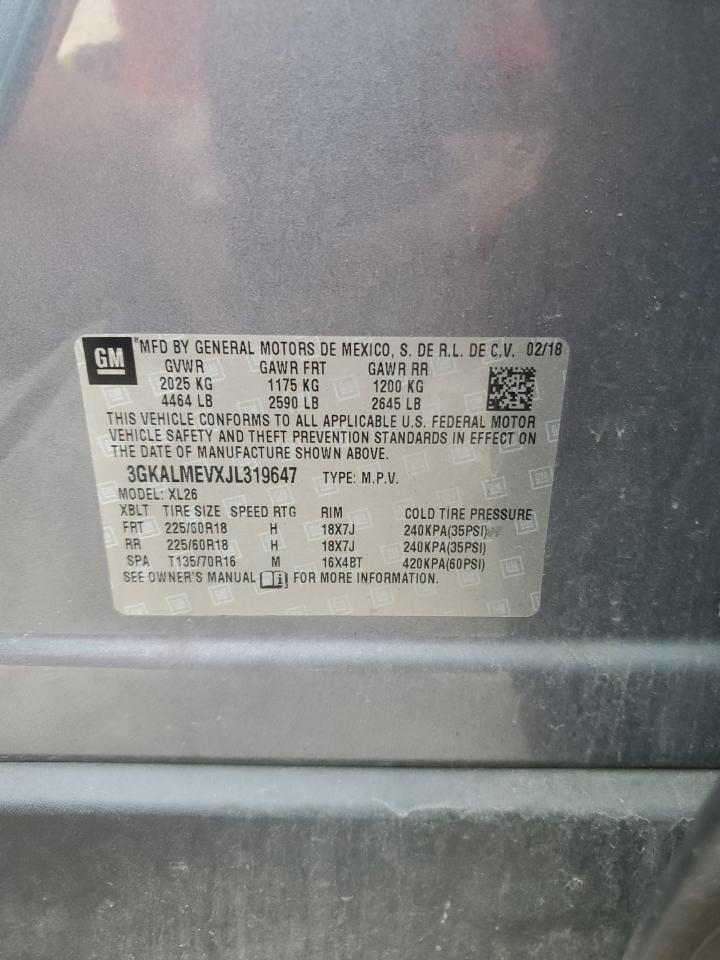 GM ®MFD BY GENERAL MOTORS DE MEXICO, S. DE R.L. DE C.V. 02/18
GVWR GAWR FRT GAWR RR
2025 KG 1175 KG 1200 KG
4464 LB 2590 LB 2645 LB
THIS VEHICLE CONFORMS TO ALL APPLICABLE U.S. FEDERAL MOTOR
VEHICLE SAFETY AND THEFT PREVENTION STANDARDS IN EFFECT ON
THE DATE OF MANUFACTURE SHOWN ABOVE.
3GKALMEVXJL319647 TYPE: M.P.V.
MODEL: XL26
XBLT TIRE SIZE SPEED RTG RIM COLD TIRE PRESSURE
FRT 225/60R18 H 18X7J 240KPA(35PSI)
RR 225/60R18 H 18X7J 240KPA(35PSI)
SPA T135/70R16 M 16X4BT 420KPA(60PSI)
SEE OWNER'S MANUAL FOR MORE INFORMATION.